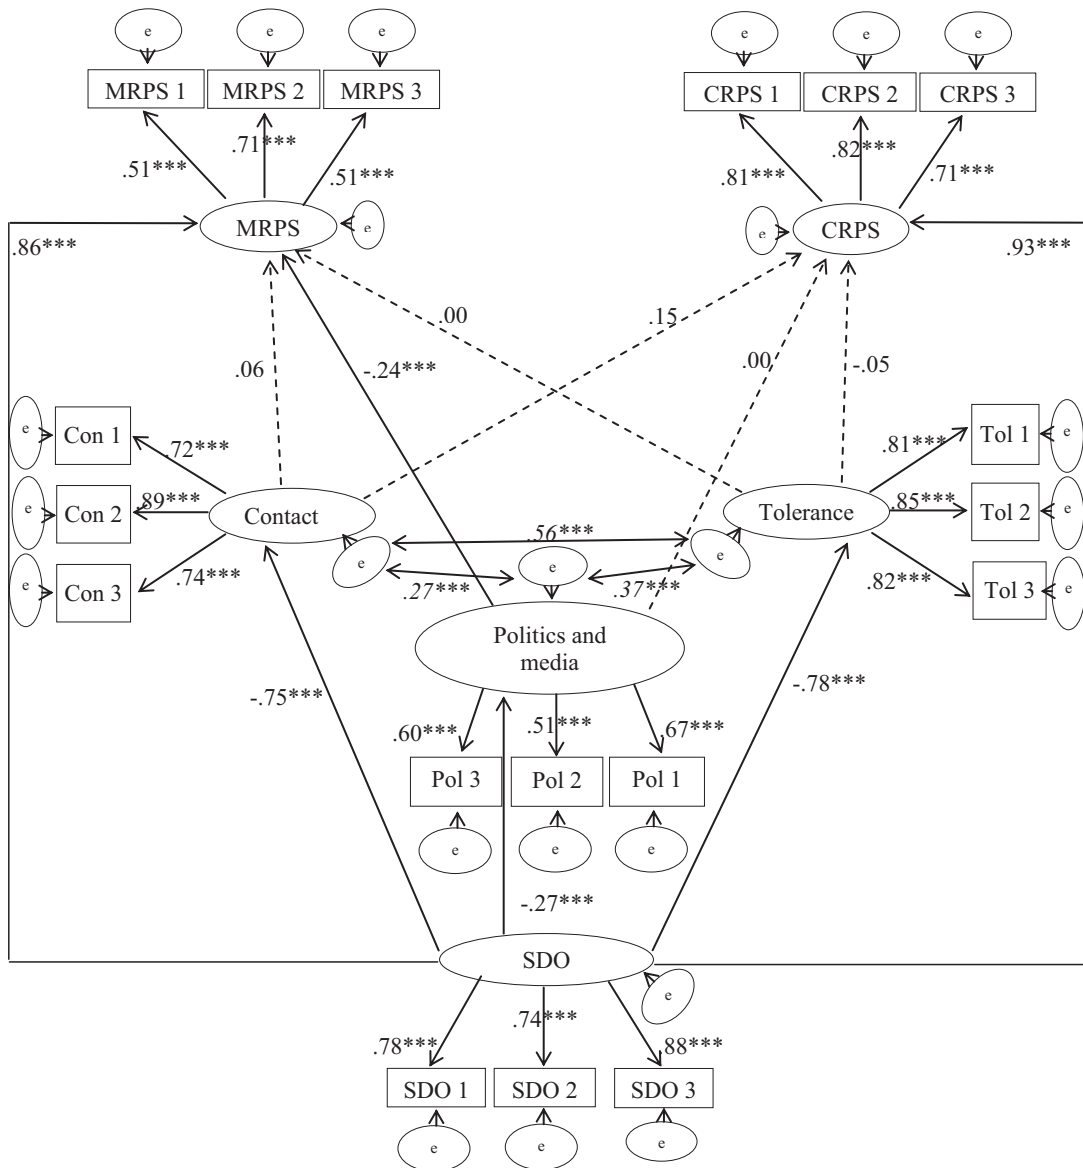 e e e e e e
MRPS 1 MRPS 2 MRPS 3 CRPS 1 CRPS 2 CRPS 3
.71*** .82***
.51*** .51*** .81*** .71***
MRPS e e CRPS
.86*** .93***
.00 .15
.06 -.24*** .00 -.05
e Con 1 .72*** .81*** Tol 1 e
e Con 2 .89*** Contact Tolerance .85*** Tol 2 e
.56***
e Con 3 .74*** e .27*** e .37*** e .82*** Tol 3 e
Politics and
media
-.75*** -.78***
.60*** .51*** .67***
Pol 3 Pol 2 Pol 1
e e e
-.27***
SDO
e
.78*** .74*** .88***
SDO 1 SDO 2 SDO 3
e e e